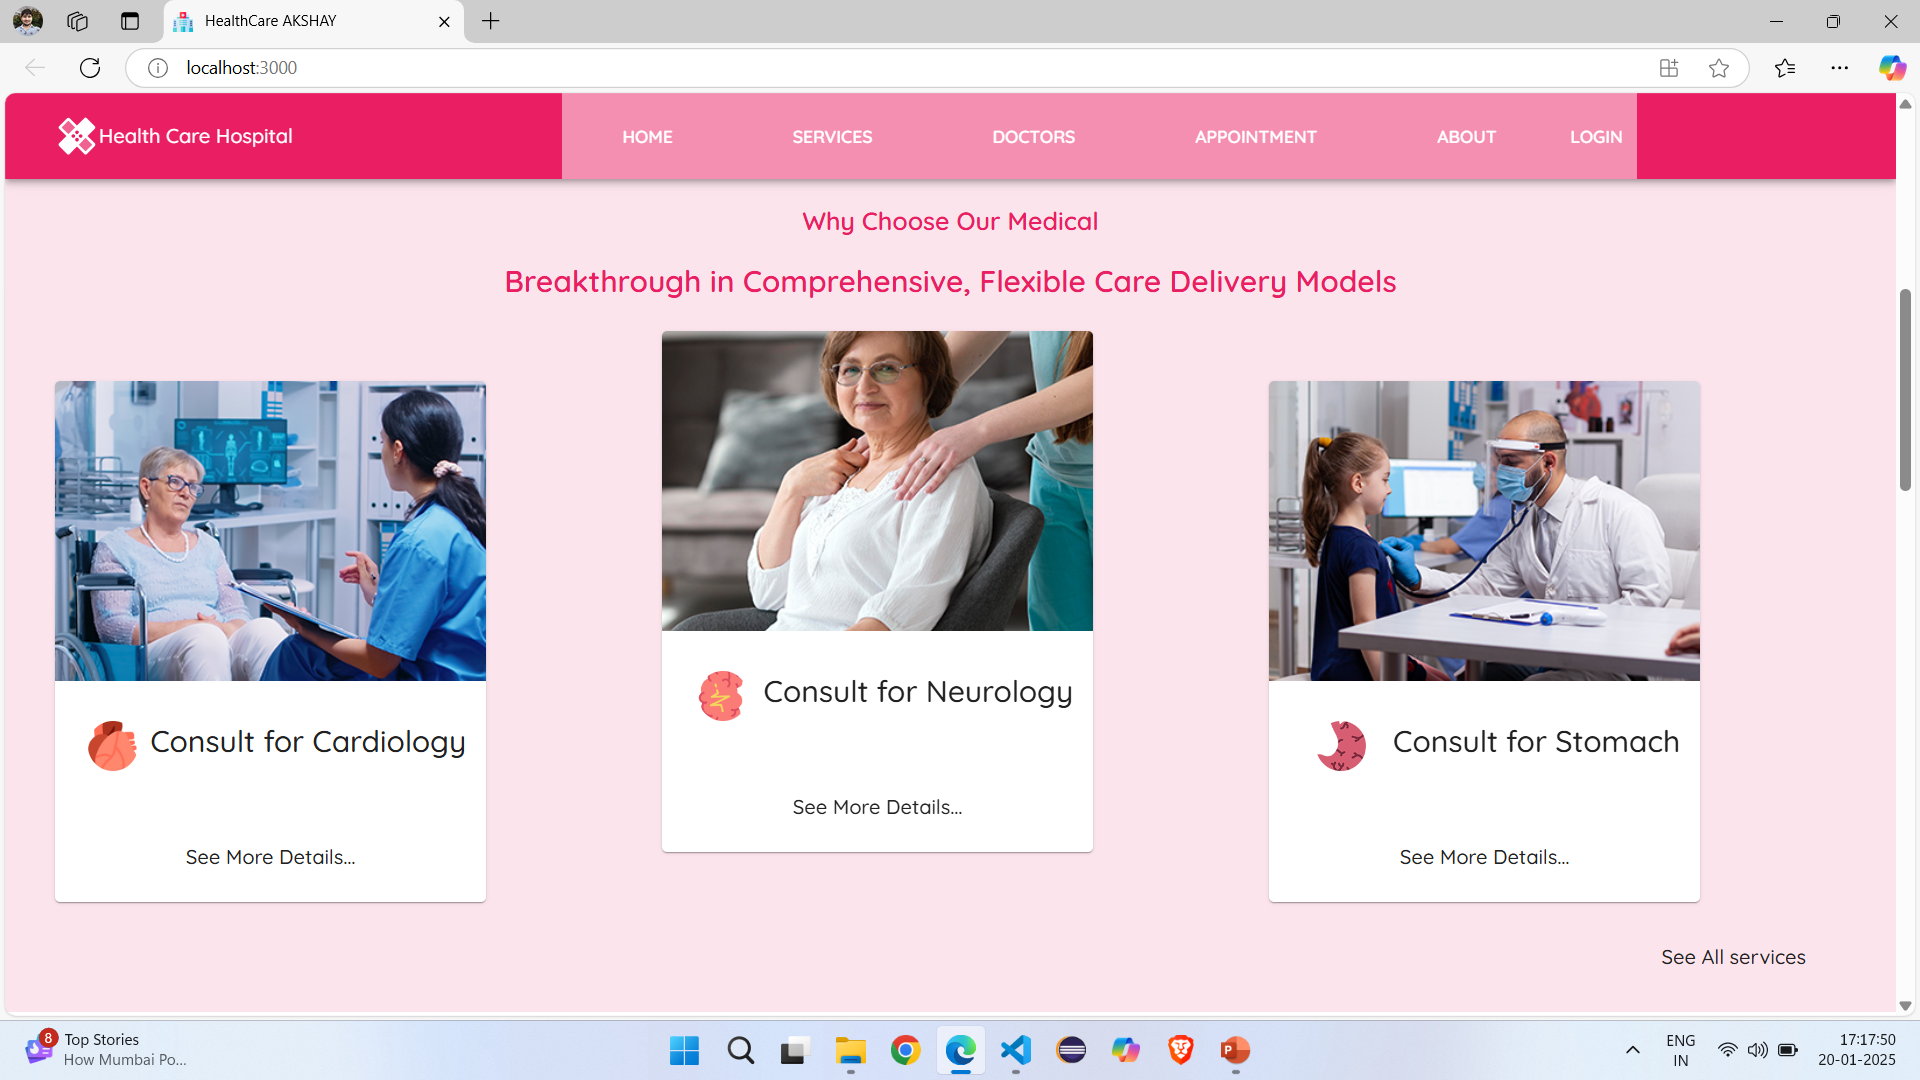 HealthCare AKSHAY
localhost:3000
Health Care Hospital
HOME SERVICES DOCTORS APPOINTMENT ABOUT LOGIN
Why Choose Our Medical
Breakthrough in Comprehensive, Flexible Care Delivery Models
Consult for Cardiology
See More Details...
Consult for Neurology
See More Details...
Consult for Stomach
See More Details...
See All services
8
Top Stories
How Mumbai Po...
P
ENG
IN
17:17:50
20-01-2025